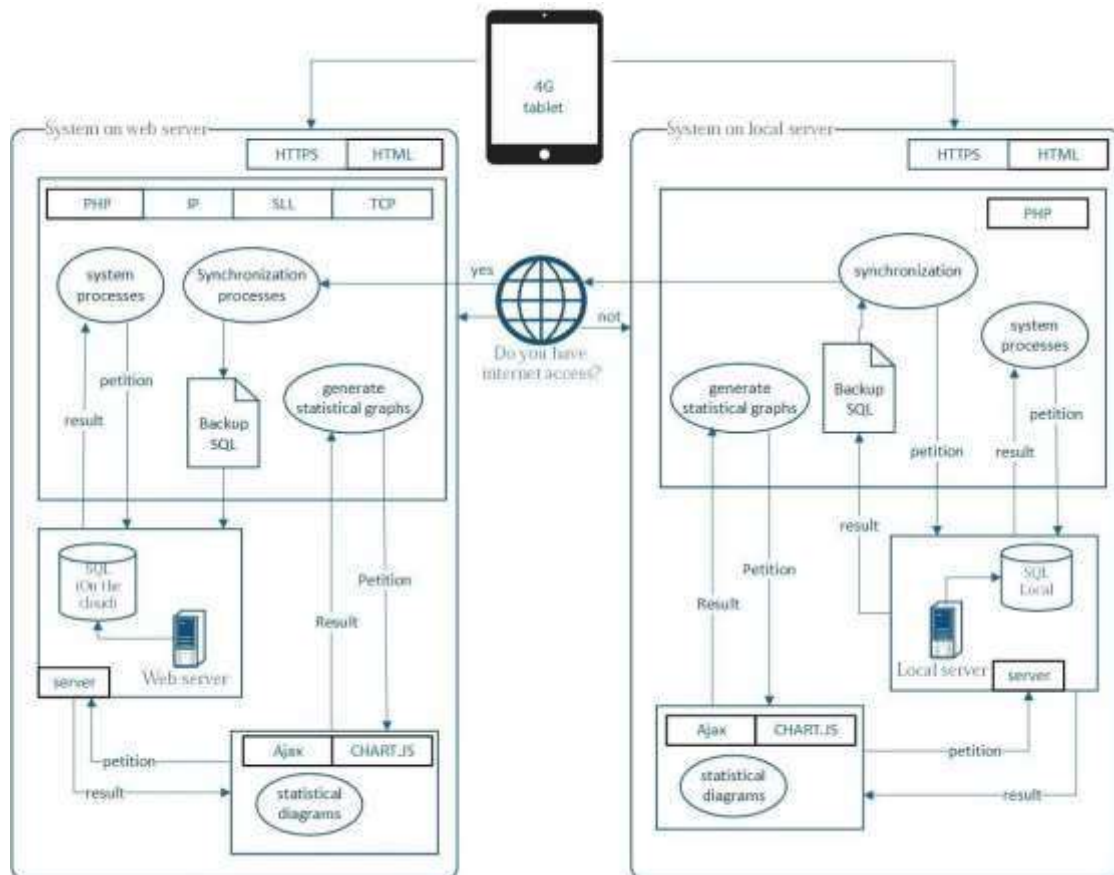 4G
tablet
System on web server
HTTPS
HTML
PHP
IP
SLL
TCP
system
processes
Synchronization
processes
petition
result
Backup
SQL
generate
statistical graphs
SQL
(On the
cloud)
Web server
server
Petition
Result
petition
result
Ajax
CHART.JS
statistical
diagrams
yes
not
Do you have
internet access?
System on local server
HTTPS
HTML
PHP
synchronization
system
processes
generate
statistical graphs
Backup
SQL
petition
result
petition
result
Petition
Result
SQL
Local
Local server
server
Ajax
CHART.JS
statistical
diagrams
petition
result